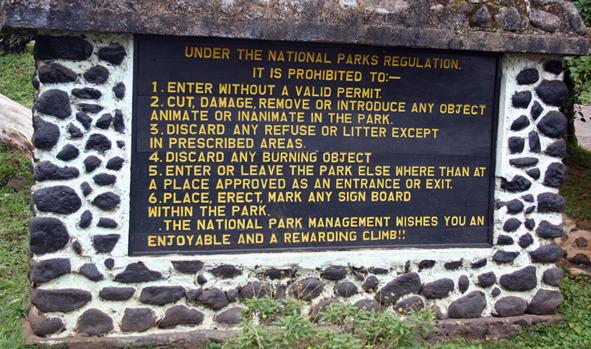 UNDER THE NATIONAL PARKS REGULATION.
IT IS PROHIBITED TO:—
1. ENTER WITHOUT A VALID PERMIT.
2. CUT, DAMAGE, REMOVE OR INTRODUCE ANY OBJECT
ANIMATE OR INANIMATE IN THE PARK.
3. DISCARD ANY REFUSE OR LITTER EXCEPT
IN PRESCRIBED AREAS.
4. DISCARD ANY BURNING OBJECT
5. ENTER OR LEAVE THE PARK ELSE WHERE THAN AT
A PLACE APPROVED AS AN ENTRANCE OR EXIT.
6. PLACE, ERECT, MARK ANY SIGN BOARD
WITHIN THE PARK.
. THE NATIONAL PARK MANAGEMENT WISHES YOU AN
ENJOYABLE AND A REWARDING CLIMB!!